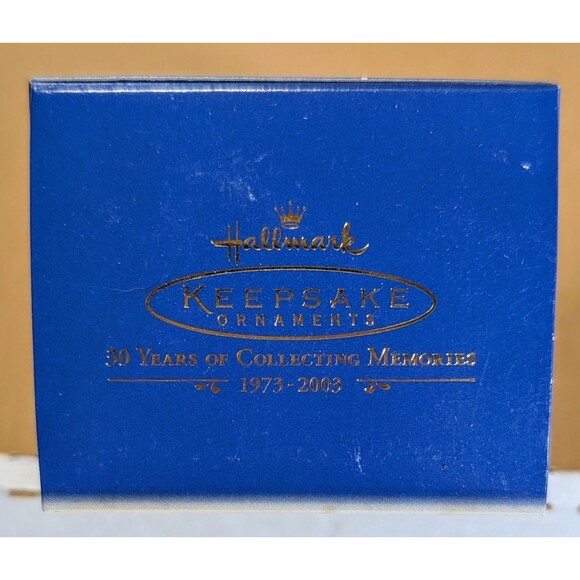 Hallmark
KEEPSAKE
ORNAMENTS
30 YEARS OF COLLECTING MEMORIES
1973-2003